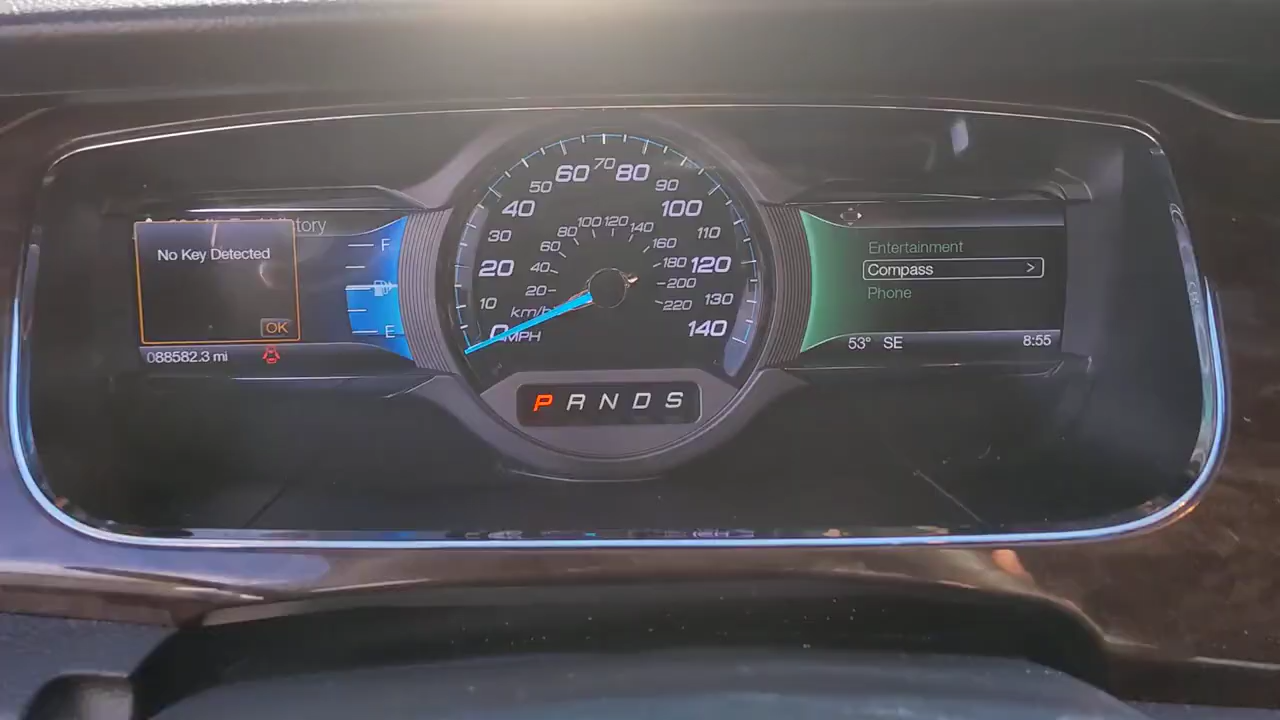 History
No Key Detected
OK
088582.3 mi
F
E
0 10 20 30 40 50 60 70 80 90 100 110 120 130 140
MPH
20 40 60 80 100 120 140 160 180 200 220
km/h
P R N D S
Entertainment
Compass >
Phone
53° SE
8:55